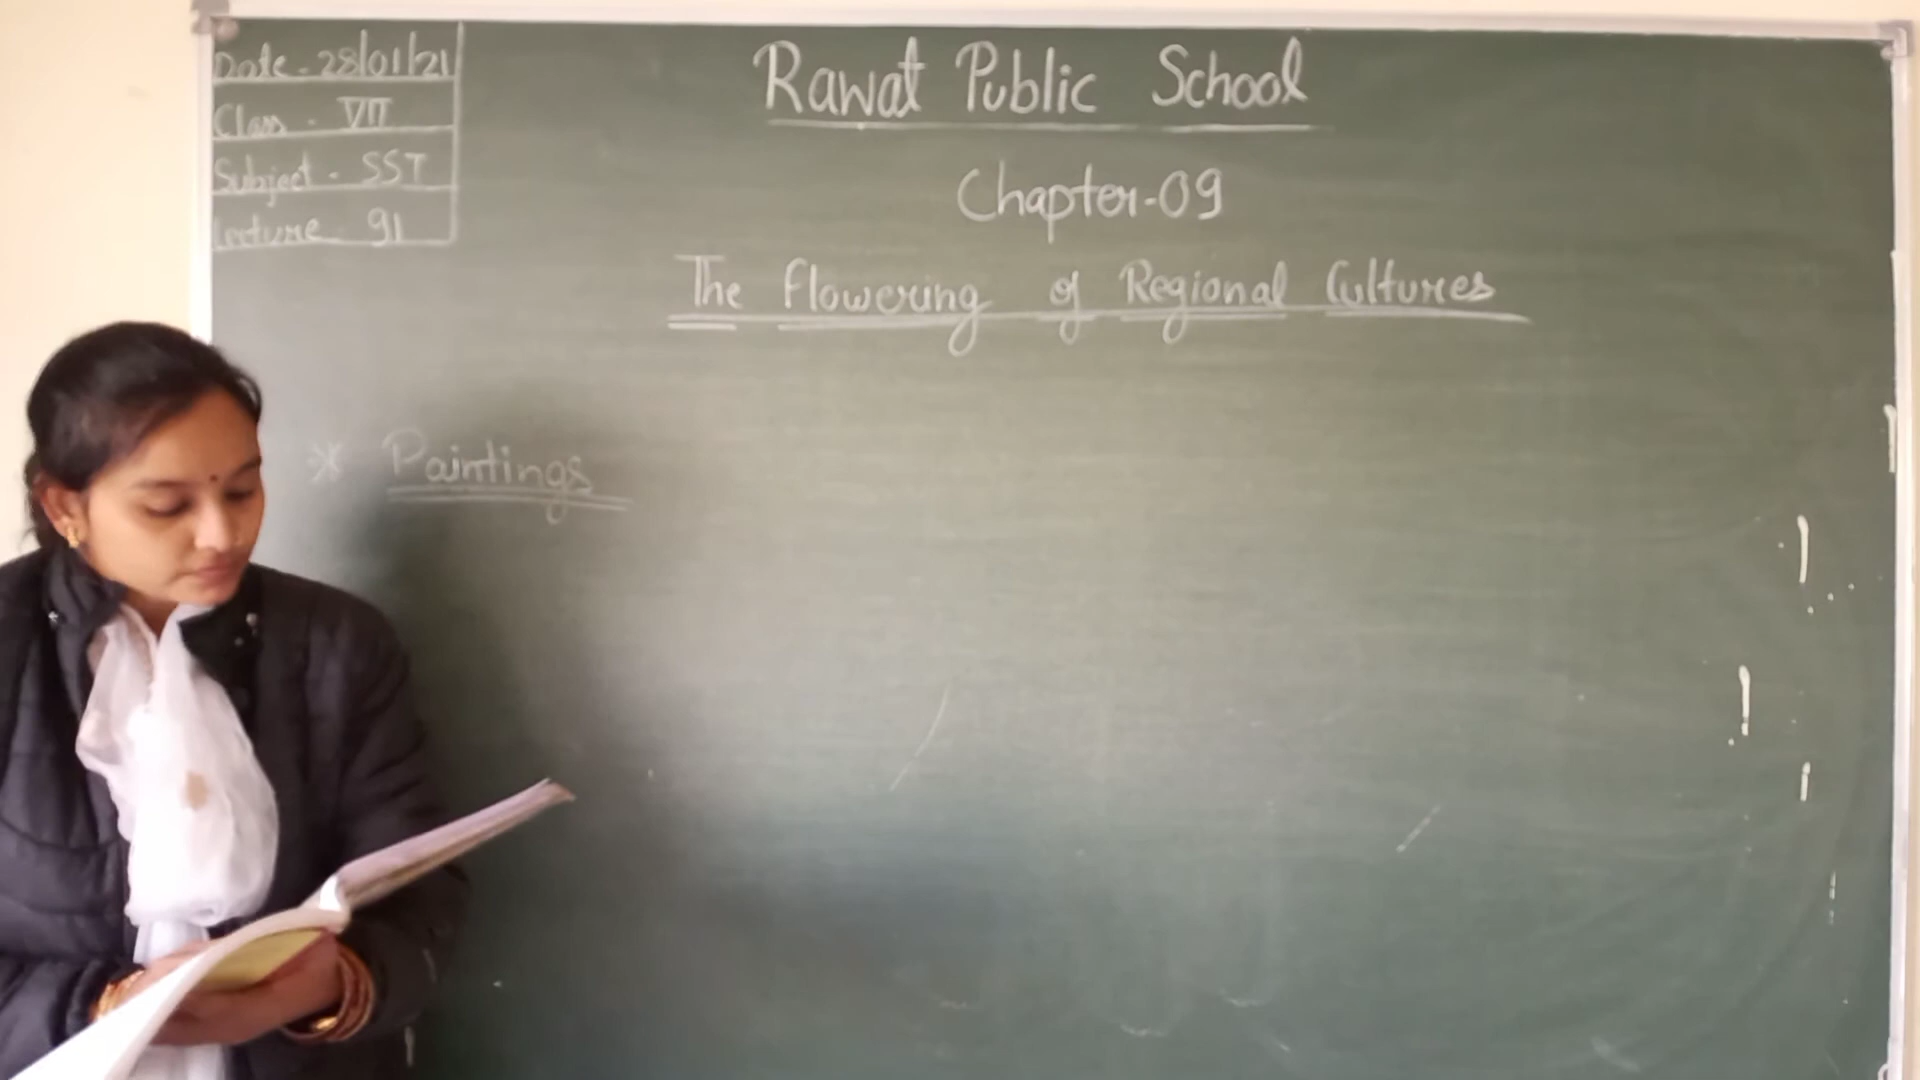 Date - 28/01/21
Class - VII
Subject - SST
Lecture 91
Rawat Public School
Chapter-09
The Flowering of Regional Cultures
* Paintings